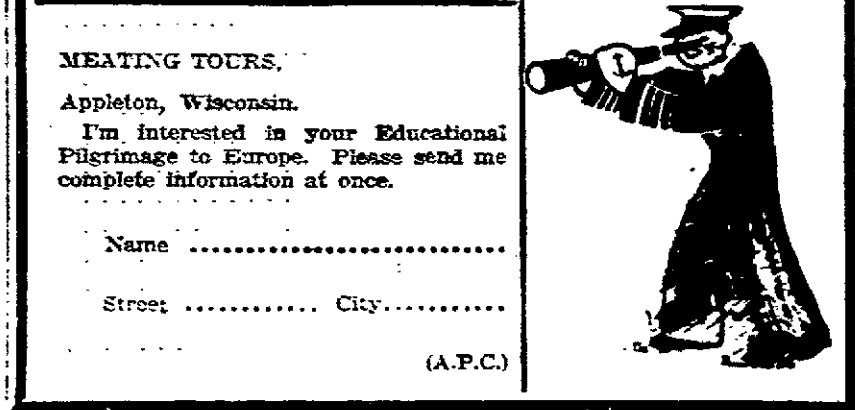 MEATING TOURS,
Appleton, Wisconsin.
I'm interested in your Educational
Pilgrimage to Europe. Please send me
complete information at once.
Name ..............................
Street ............ City...........
(A.P.C.)